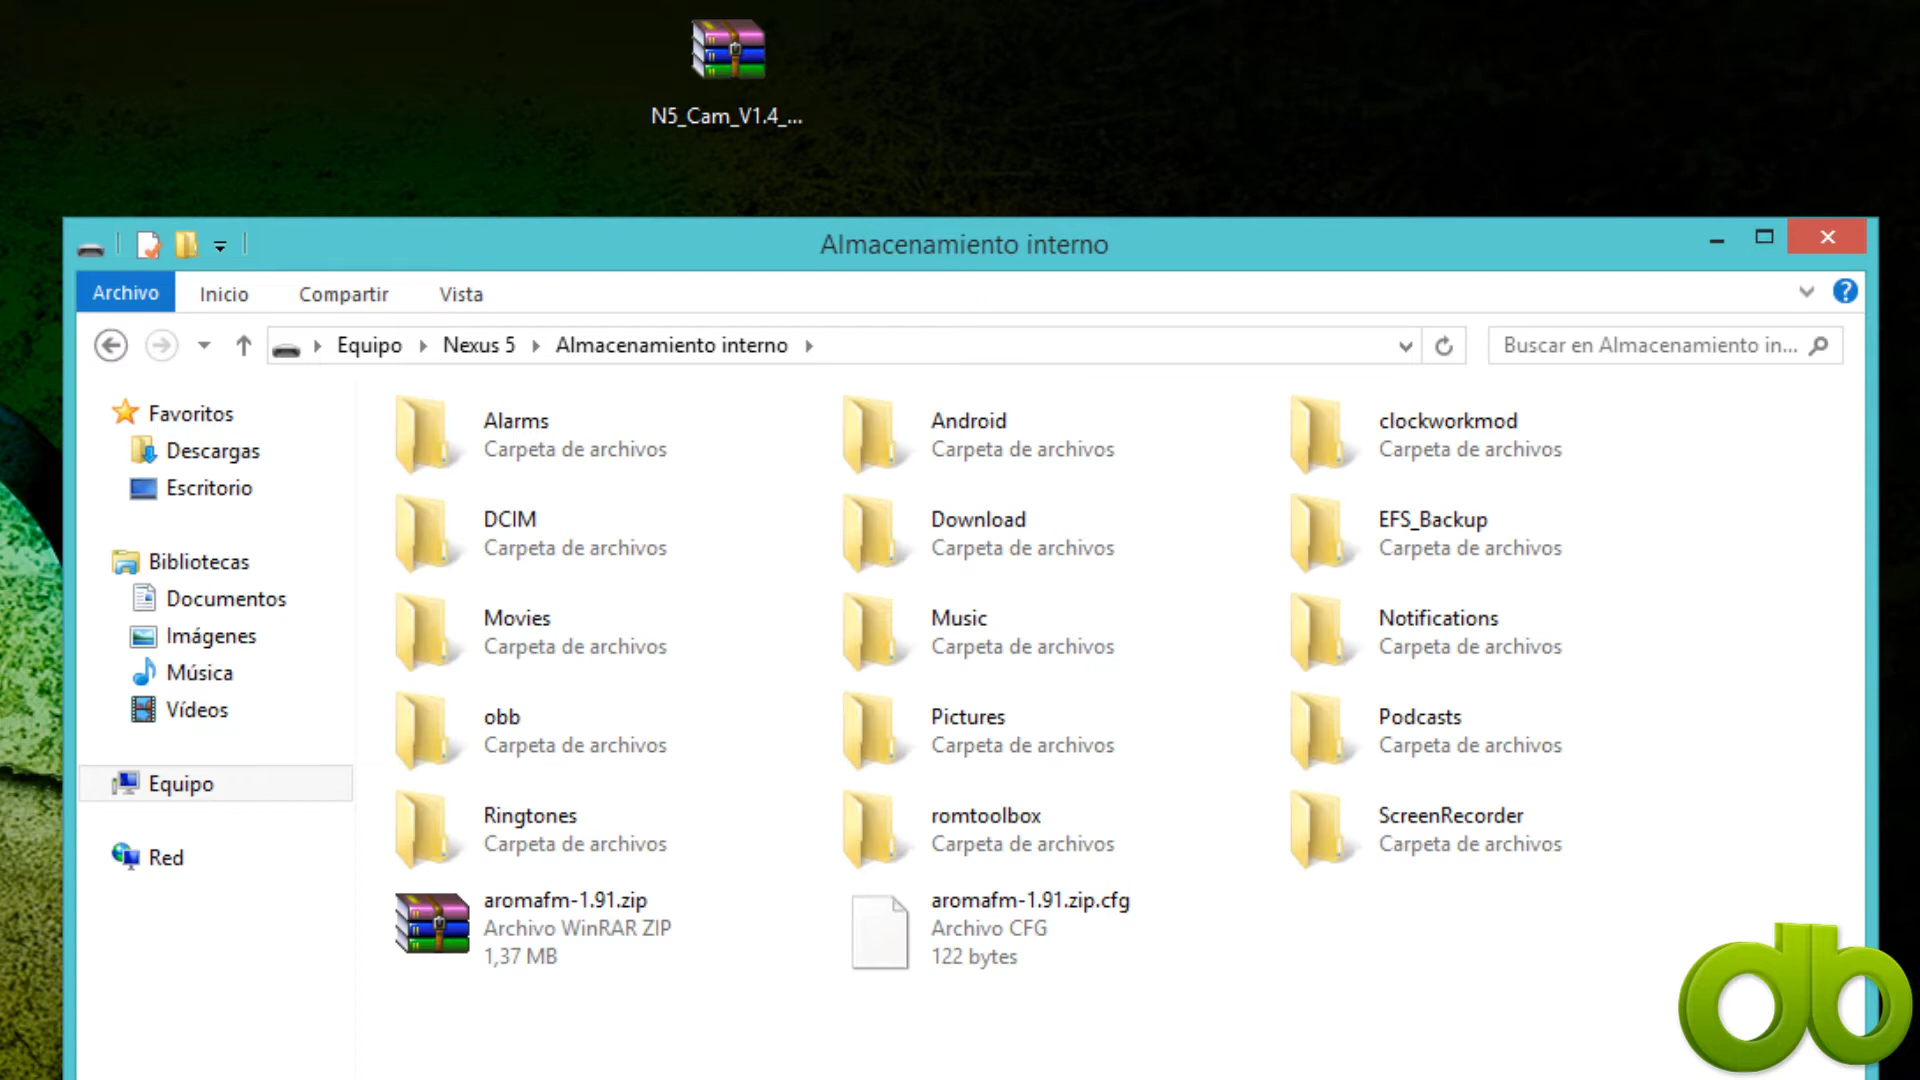 N5_Cam_V1.4_...
Almacenamiento interno
Archivo
Inicio
Compartir
Vista
Equipo
Nexus 5
Almacenamiento interno
Buscar en Almacenamiento in...
Favoritos
Descargas
Escritorio
Bibliotecas
Documentos
Imágenes
Música
Vídeos
Equipo
Red
Alarms
Carpeta de archivos
Android
Carpeta de archivos
clockworkmod
Carpeta de archivos
DCIM
Carpeta de archivos
Download
Carpeta de archivos
EFS_Backup
Carpeta de archivos
Movies
Carpeta de archivos
Music
Carpeta de archivos
Notifications
Carpeta de archivos
obb
Carpeta de archivos
Pictures
Carpeta de archivos
Podcasts
Carpeta de archivos
Ringtones
Carpeta de archivos
romtoolbox
Carpeta de archivos
ScreenRecorder
Carpeta de archivos
aromafm-1.91.zip
Archivo WinRAR ZIP
1,37 MB
aromafm-1.91.zip.cfg
Archivo CFG
122 bytes
db